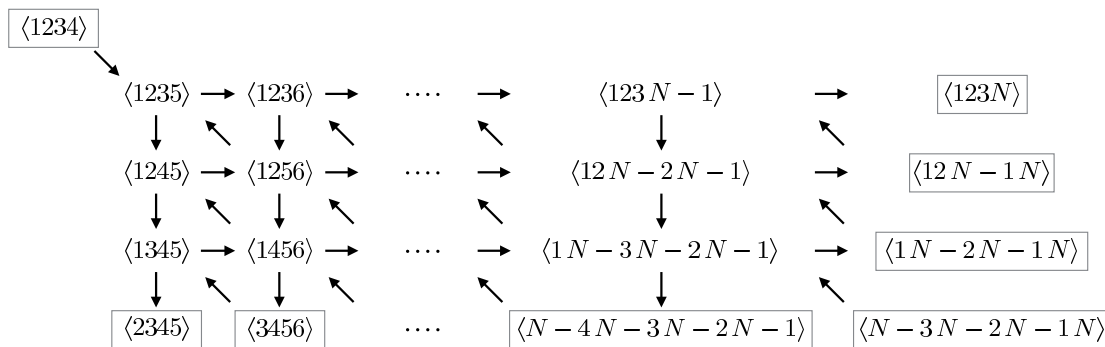 ⟨1234⟩
⟨1235⟩ ⟨1236⟩ ···· ⟨123 N − 1⟩ ⟨123N⟩
⟨1245⟩ ⟨1256⟩ ···· ⟨12 N − 2 N − 1⟩ ⟨12 N − 1 N⟩
⟨1345⟩ ⟨1456⟩ ···· ⟨1 N − 3 N − 2 N − 1⟩ ⟨1 N − 2 N − 1 N⟩
⟨2345⟩ ⟨3456⟩ ···· ⟨N − 4 N − 3 N − 2 N − 1⟩ ⟨N − 3 N − 2 N − 1 N⟩